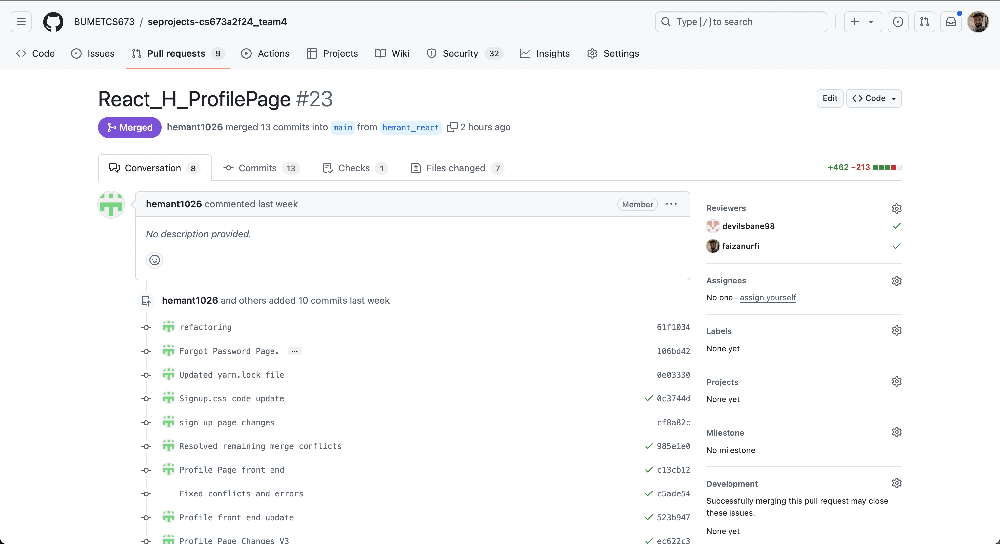 BUMETCS673 / seprojects-cs673a2f24_team4
Type / to search
Code
Issues
Pull requests 9
Actions
Projects
Wiki
Security 32
Insights
Settings
React_H_ProfilePage #23
Edit
Code
Merged
hemant1026 merged 13 commits into main from hemant_react 2 hours ago
Conversation 8
Commits 13
Checks 1
Files changed 7
+462 −213
hemant1026 commented last week
Member
No description provided.
hemant1026 and others added 10 commits last week
refactoring 61f1034
Forgot Password Page. ... 106bd42
Updated yarn.lock file 0e03330
Signup.css code update 0c3744d
sign up page changes cf8a82c
Resolved remaining merge conflicts 985e1e0
Profile Page front end c13cb12
Fixed conflicts and errors c5ade54
Profile front end update 523b947
Profile Page Changes V3 ec622c3
Reviewers
devilsbane98
faizanurfi
Assignees
No one—assign yourself
Labels
None yet
Projects
None yet
Milestone
No milestone
Development
Successfully merging this pull request may close
these issues.
None yet